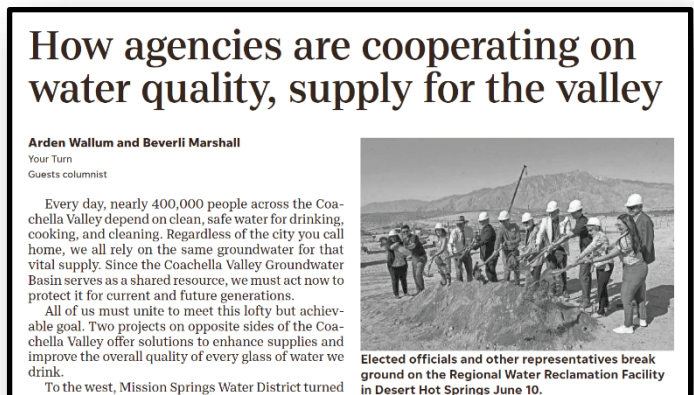 How agencies are cooperating on
water quality, supply for the valley
Arden Wallum and Beverli Marshall
Your Turn
Guests columnist
Every day, nearly 400,000 people across the Coa-
chella Valley depend on clean, safe water for drinking,
cooking, and cleaning. Regardless of the city you call
home, we all rely on the same groundwater for that
vital supply. Since the Coachella Valley Groundwater
Basin serves as a shared resource, we must act now to
protect it for current and future generations.
All of us must unite to meet this lofty but achiev-
able goal. Two projects on opposite sides of the Coa-
chella Valley offer solutions to enhance supplies and
improve the overall quality of every glass of water we
drink.
To the west, Mission Springs Water District turned
Elected officials and other representatives break
ground on the Regional Water Reclamation Facility
in Desert Hot Springs June 10.